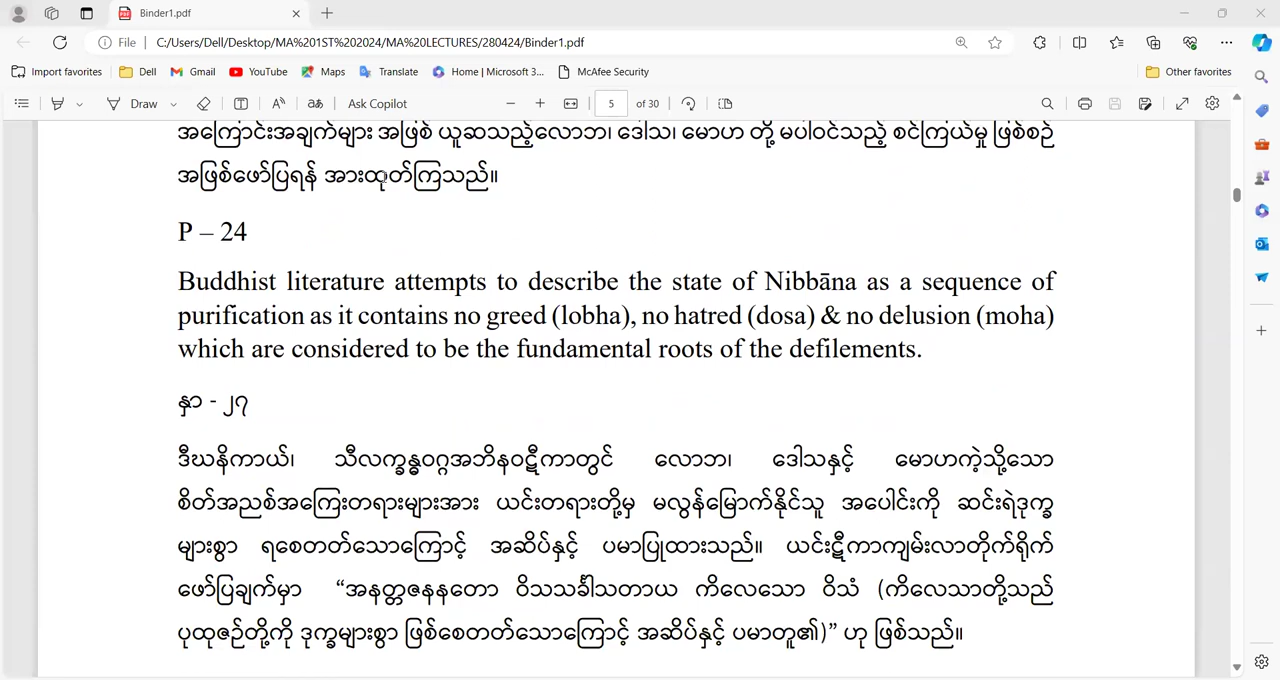 Binder1.pdf
File
C:/Users/Dell/Desktop/MA%201ST%202024/MA%20LECTURES/280424/Binder1.pdf
Import favorites Dell Gmail YouTube Maps Translate Home | Microsoft 3... McAfee Security Other favorites
Draw Ask Copilot 5 of 30
အကြောင်းအချက်များ အဖြစ် ယူဆသည့်လောဘ၊ ဒေါသ၊ မောဟ တို့ မပါဝင်သည့် စင်ကြယ်မှု ဖြစ်စဉ်
အဖြစ်ဖော်ပြရန် အားထုတ်ကြသည်။
P – 24
Buddhist literature attempts to describe the state of Nibbāna as a sequence of
purification as it contains no greed (lobha), no hatred (dosa) & no delusion (moha)
which are considered to be the fundamental roots of the defilements.
နှာ - ၂၇
ဒီဃနိကာယ်၊ သီလက္ခန္ဓဝဂ္ဂအဘိနဝဋီကာတွင် လောဘ၊ ဒေါသနှင့် မောဟကဲ့သို့သော
စိတ်အညစ်အကြေးတရားများအား ယင်းတရားတို့မှ မလွန်မြောက်နိုင်သူ အပေါင်းကို ဆင်းရဲဒုက္ခ
များစွာ ရစေတတ်သောကြောင့် အဆိပ်နှင့် ပမာပြုထားသည်။ ယင်းဋီကာကျမ်းလာတိုက်ရိုက်
ဖော်ပြချက်မှာ “အနတ္တဇနနတော ဝိသသင်္ခါသတာယ ကိလေသော ဝိသံ (ကိလေသာတို့သည်
ပုထုဇဉ်တို့ကို ဒုက္ခများစွာ ဖြစ်စေတတ်သောကြောင့် အဆိပ်နှင့် ပမာတူ၏)” ဟု ဖြစ်သည်။